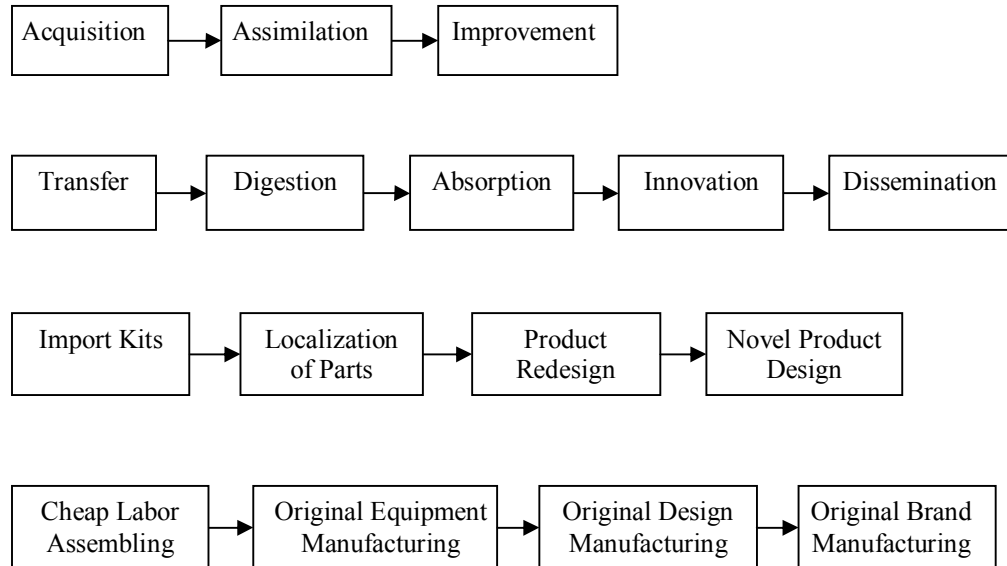 Acquisition
Assimilation
Improvement
Transfer
Digestion
Absorption
Innovation
Dissemination
Import Kits
Localization
of Parts
Product
Redesign
Novel Product
Design
Cheap Labor
Assembling
Original Equipment
Manufacturing
Original Design
Manufacturing
Original Brand
Manufacturing